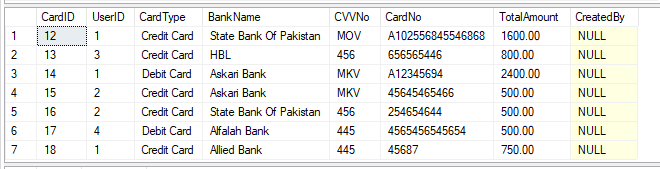 CardID UserID CardType BankName CVVNo CardNo TotalAmount CreatedBy
1 12 1 Credit Card State Bank Of Pakistan MOV A102556845546868 1600.00 NULL
2 13 3 Credit Card HBL 456 656565446 800.00 NULL
3 14 1 Debit Card Askari Bank MKV A12345694 2400.00 NULL
4 15 2 Credit Card Askari Bank MKV 45645465466 500.00 NULL
5 16 2 Credit Card State Bank Of Pakistan 456 254654644 500.00 NULL
6 17 4 Debit Card Alfalah Bank 445 4565456545654 500.00 NULL
7 18 1 Credit Card Allied Bank 445 45687 750.00 NULL